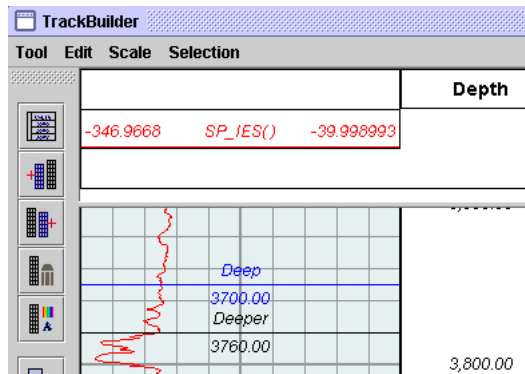 TrackBuilder
Tool Edit Scale Selection
Depth
-346.9668 SP_IES() -39.998993
Deep
3700.00
Deeper
3760.00
3,800.00